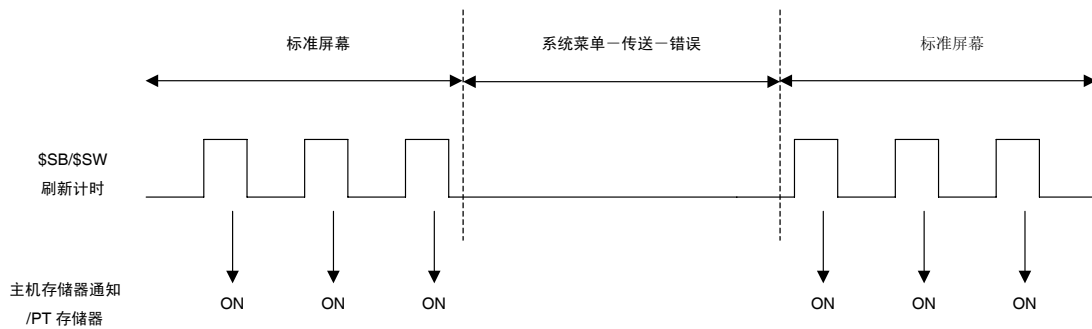 标准屏幕
系统菜单－传送－错误
标准屏幕
$SB/$SW
刷新计时
主机存储器通知
/PT 存储器
ON
ON
ON
ON
ON
ON